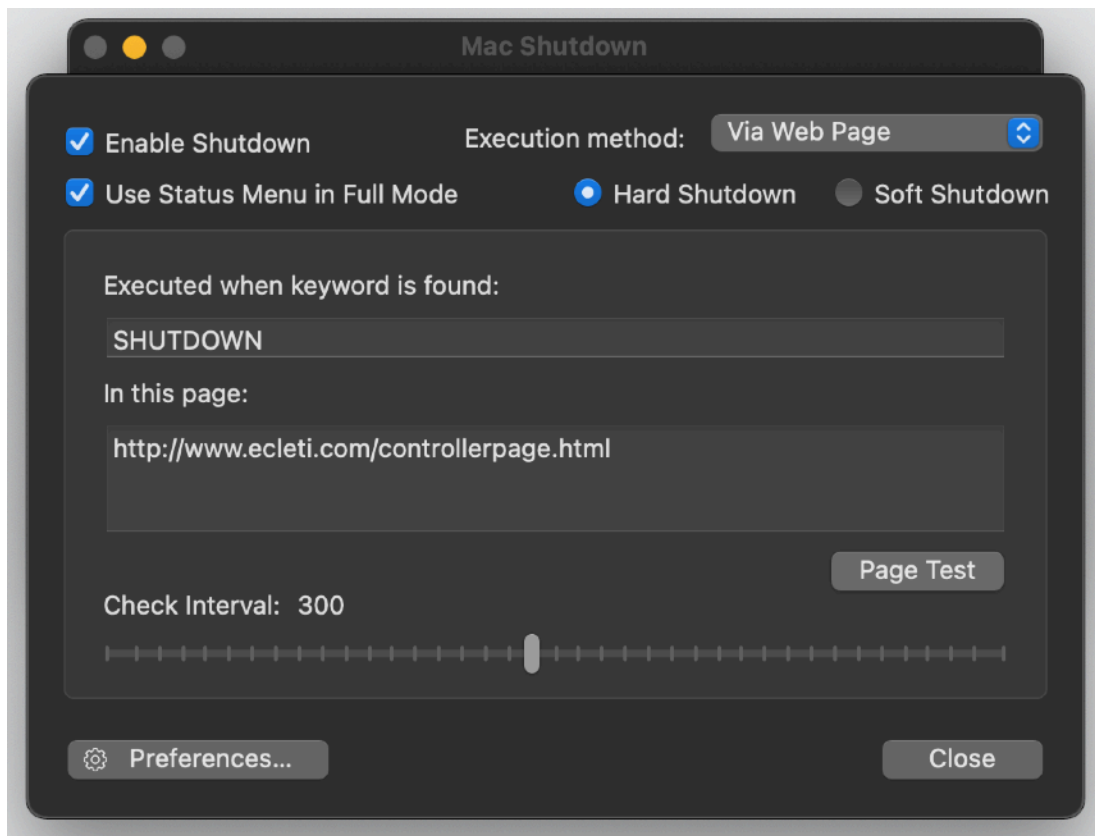 Mac Shutdown
Enable Shutdown
Execution method:
Via Web Page
Use Status Menu in Full Mode
Hard Shutdown
Soft Shutdown
Executed when keyword is found:
SHUTDOWN
In this page:
http://www.ecleti.com/controllerpage.html
Page Test
Check Interval: 300
Preferences...
Close